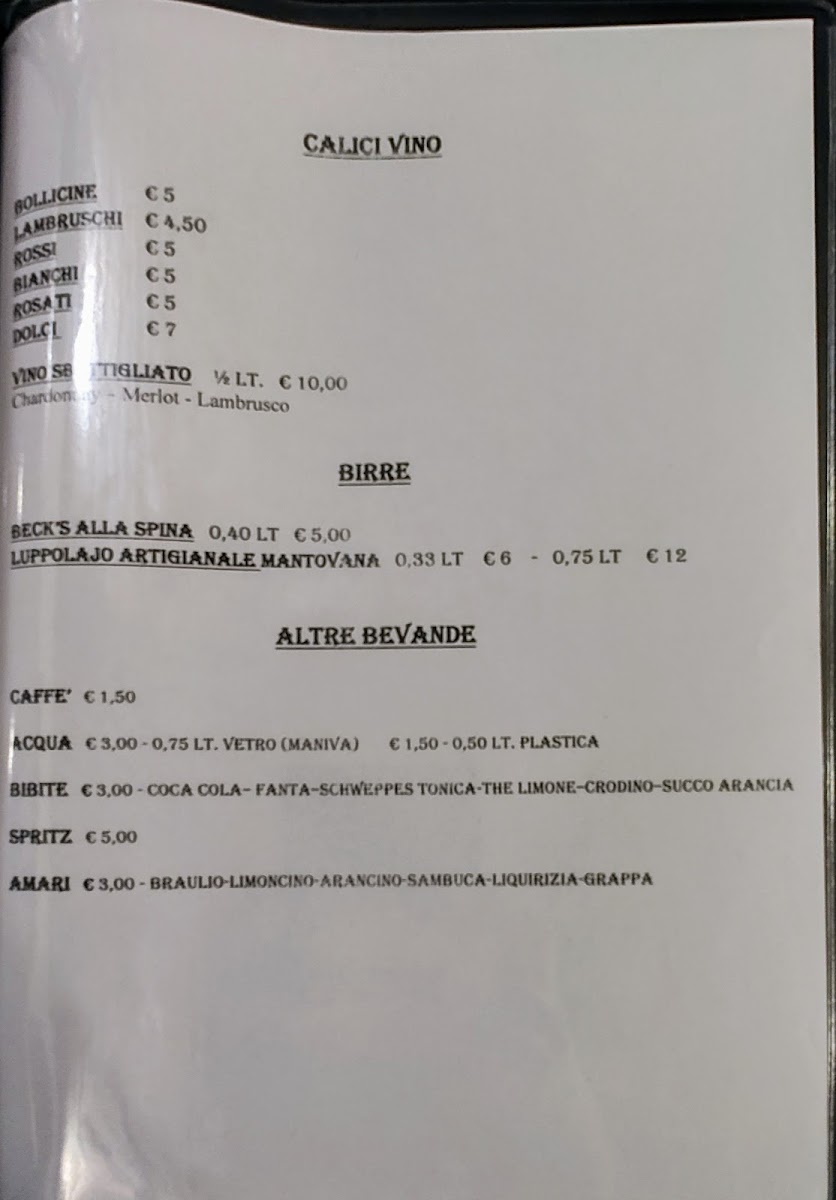 CALICI VINO
BOLLICINE € 5
LAMBRUSCHI € 4,50
ROSSI € 5
BIANCHI € 5
ROSATI € 5
DOLCI € 7
VINO ½ LT. € 10,00
- Merlot - Lambrusco
BIRRE
BECK'S ALLA SPINA 0,40 LT € 5,00
LUPPOLAJO ARTIGIANALE MANTOVANA 0,33 LT € 6 - 0,75 LT € 12
ALTRE BEVANDE
CAFFE' € 1,50
ACQUA € 3,00 - 0,75 LT. VETRO (MANIVA) € 1,50 - 0,50 LT. PLASTICA
BIBITE € 3,00 - COCA COLA- FANTA-SCHWEPPES TONICA-THE LIMONE-CRODINO-SUCCO ARANCIA
SPRITZ € 5,00
AMARI € 3,00 - BRAULIO-LIMONCINO-ARANCINO-SAMBUCA-LIQUIRIZIA-GRAPPA